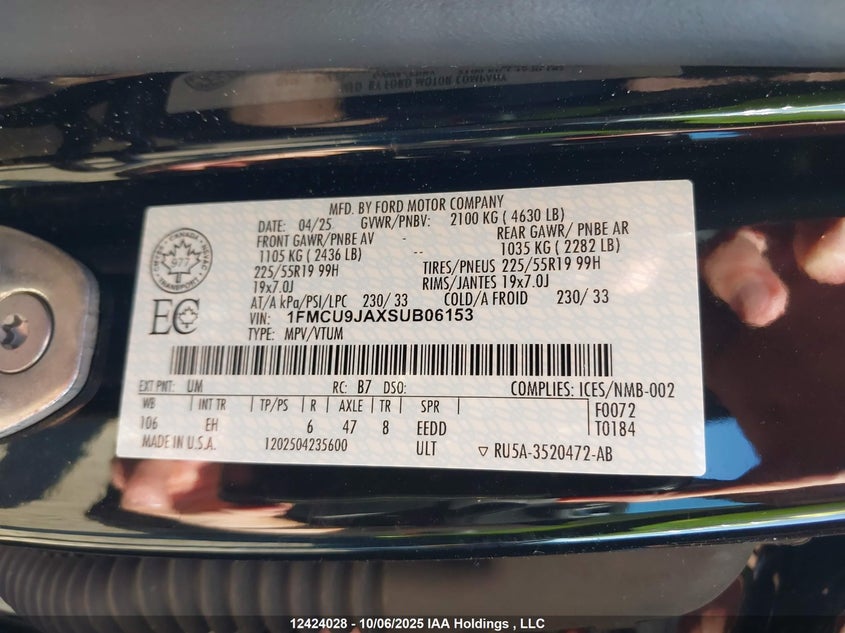 MFD. BY FORD MOTOR COMPANY
DATE: 04/25 GVWR/PNBV: 2100 KG ( 4630 LB)
FRONT GAWR/PNBE AV - REAR GAWR/ PNBE AR
1105 KG ( 2436 LB) -- 1035 KG ( 2282 LB)
225/55R19 99H TIRES/PNEUS 225/55R19 99H
19x7.0J RIMS/JANTES 19x7.0J
AT/A kPa/PSI/LPC 230/ 33 COLD/A FROID 230/ 33
VIN: 1FMCU9JAXSUB06153
TYPE: MPV/VTUM
CANADA
TRANSPORT
977
EC
EXT PNT: UM RC: B7 DSO: COMPLIES: ICES/NMB-002
WB INT TR TP/PS R AXLE TR SPR F0072
106 EH 6 47 8 EEDD T0184
MADE IN U.S.A. 1202504235600 ULT ▽ RU5A-3520472-AB
12424028 - 10/06/2025 IAA Holdings , LLC